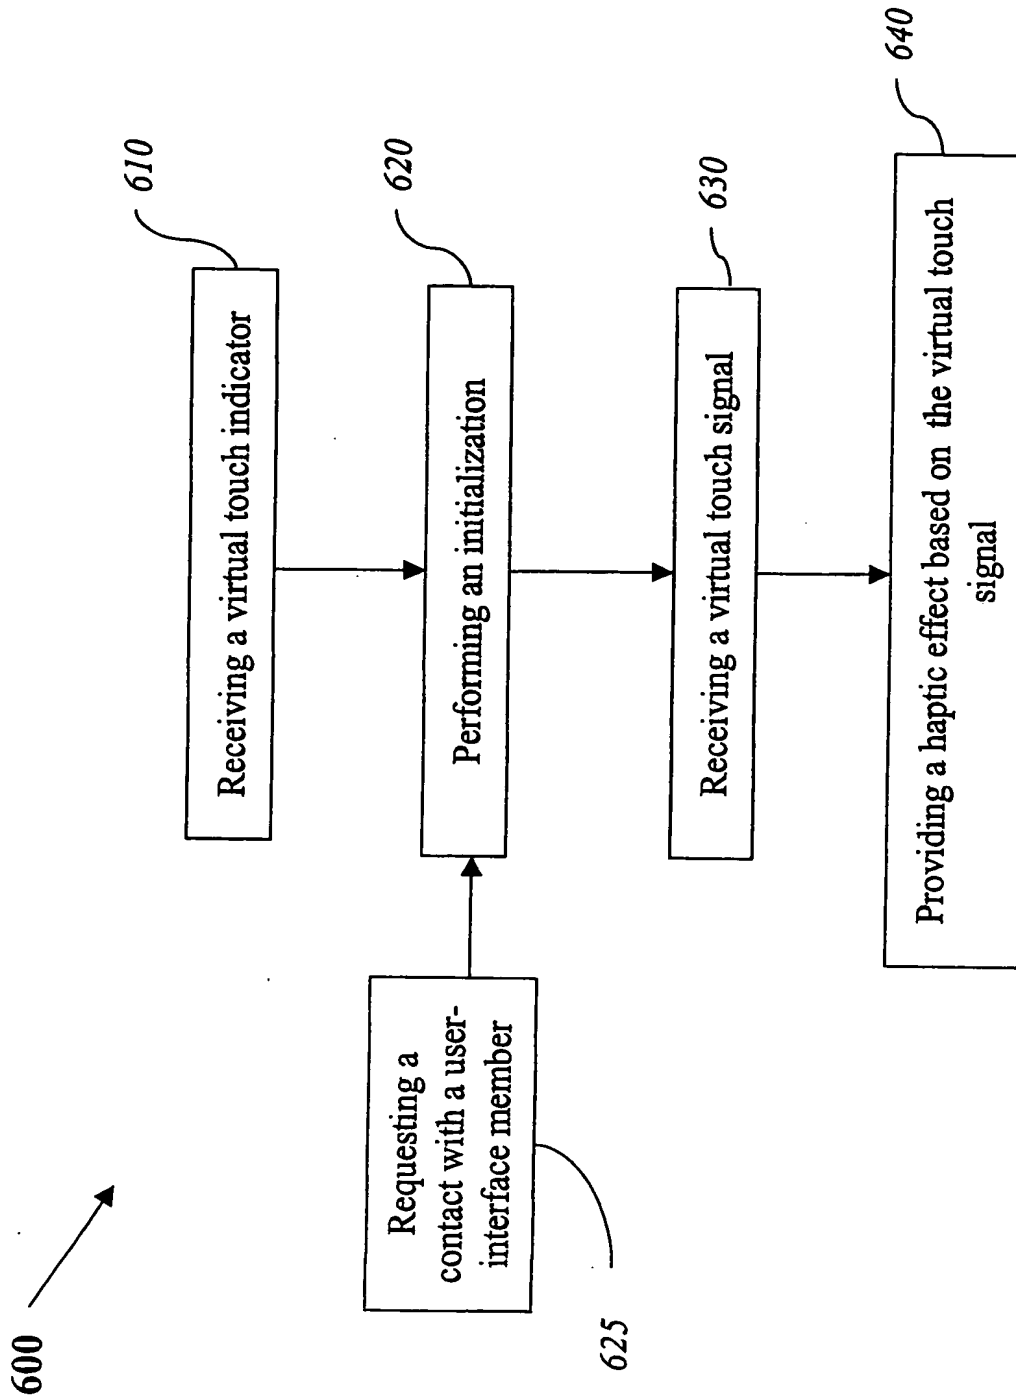 600
610
Receiving a virtual touch indicator
620
Performing an initialization
Requesting a
contact with a user-
interface member
625
630
Receiving a virtual touch signal
640
Providing a haptic effect based on the virtual touch
signal